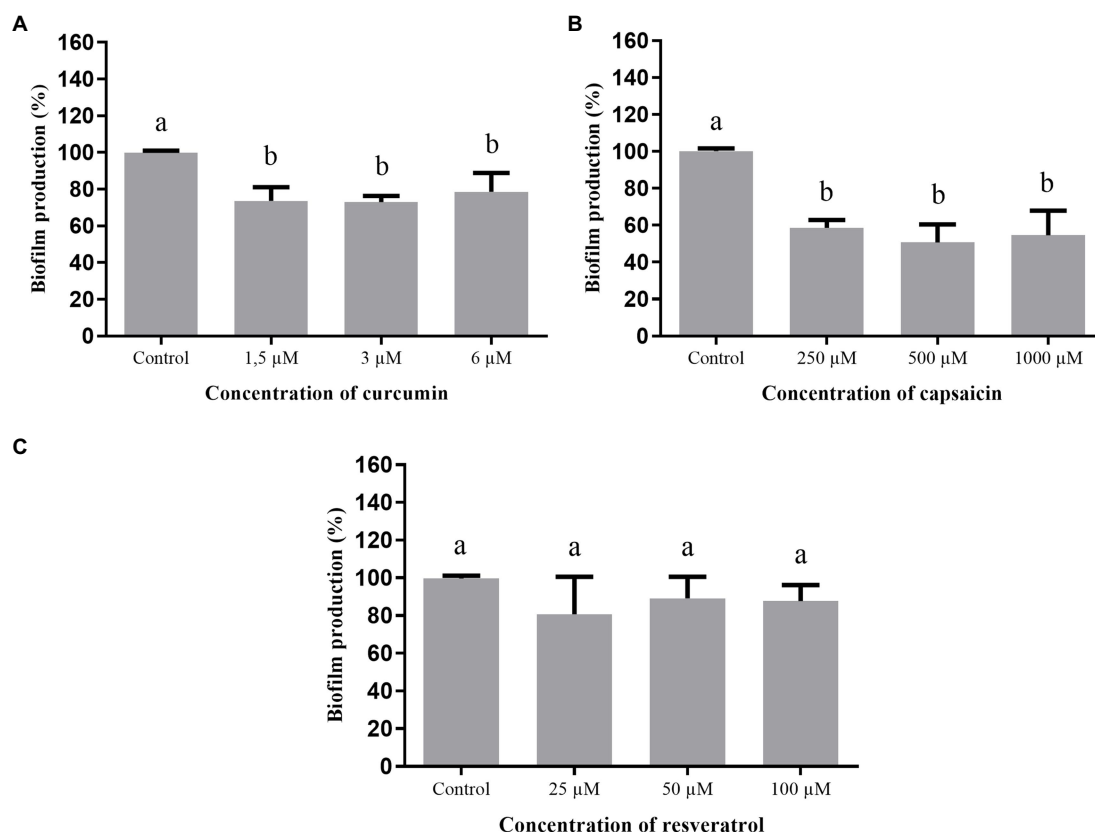 A
160
140
120
100
80
60
40
20
0
Biofilm production (%)
a
b
b
b
Control 1,5 µM 3 µM 6 µM
Concentration of curcumin
B
160
140
120
100
80
60
40
20
0
Biofilm production (%)
a
b
b
b
Control 250 µM 500 µM 1000 µM
Concentration of capsaicin
C
160
140
120
100
80
60
40
20
0
Biofilm production (%)
a
a
a
a
Control 25 µM 50 µM 100 µM
Concentration of resveratrol